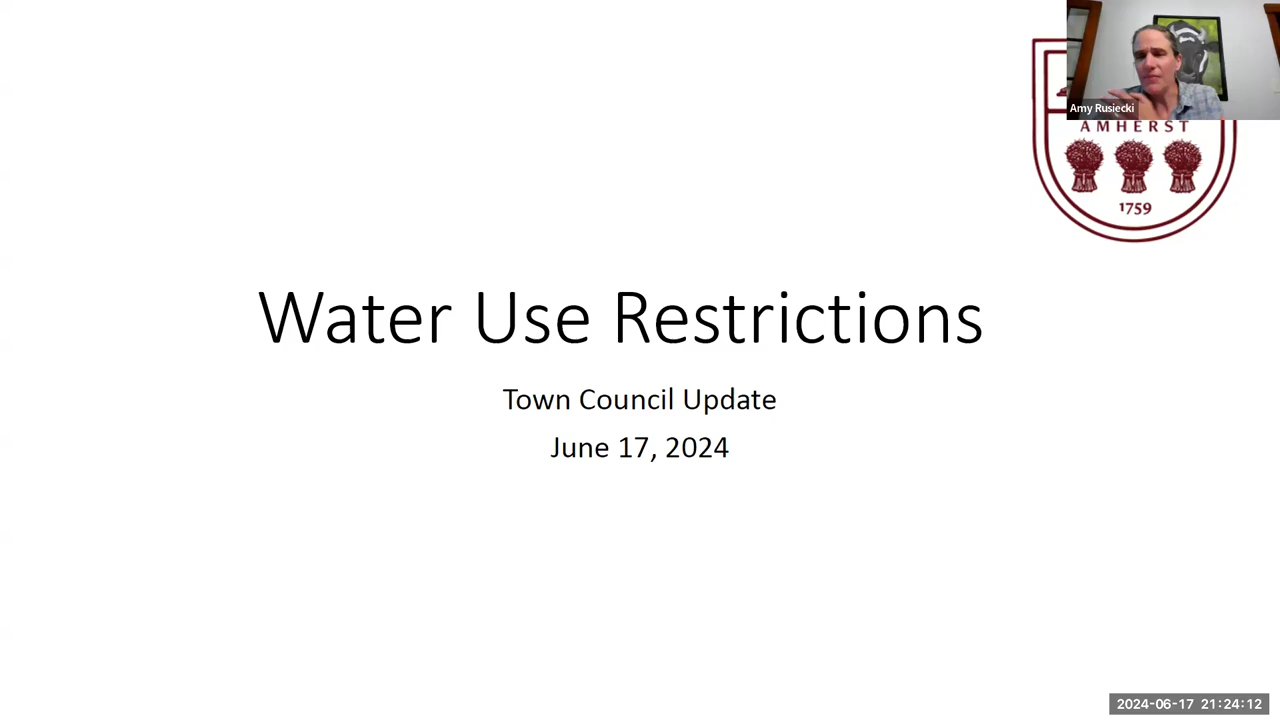 Amy Rusiecki
AMHERST
1759
Water Use Restrictions
Town Council Update
June 17, 2024
2024-06-17 21:24:12